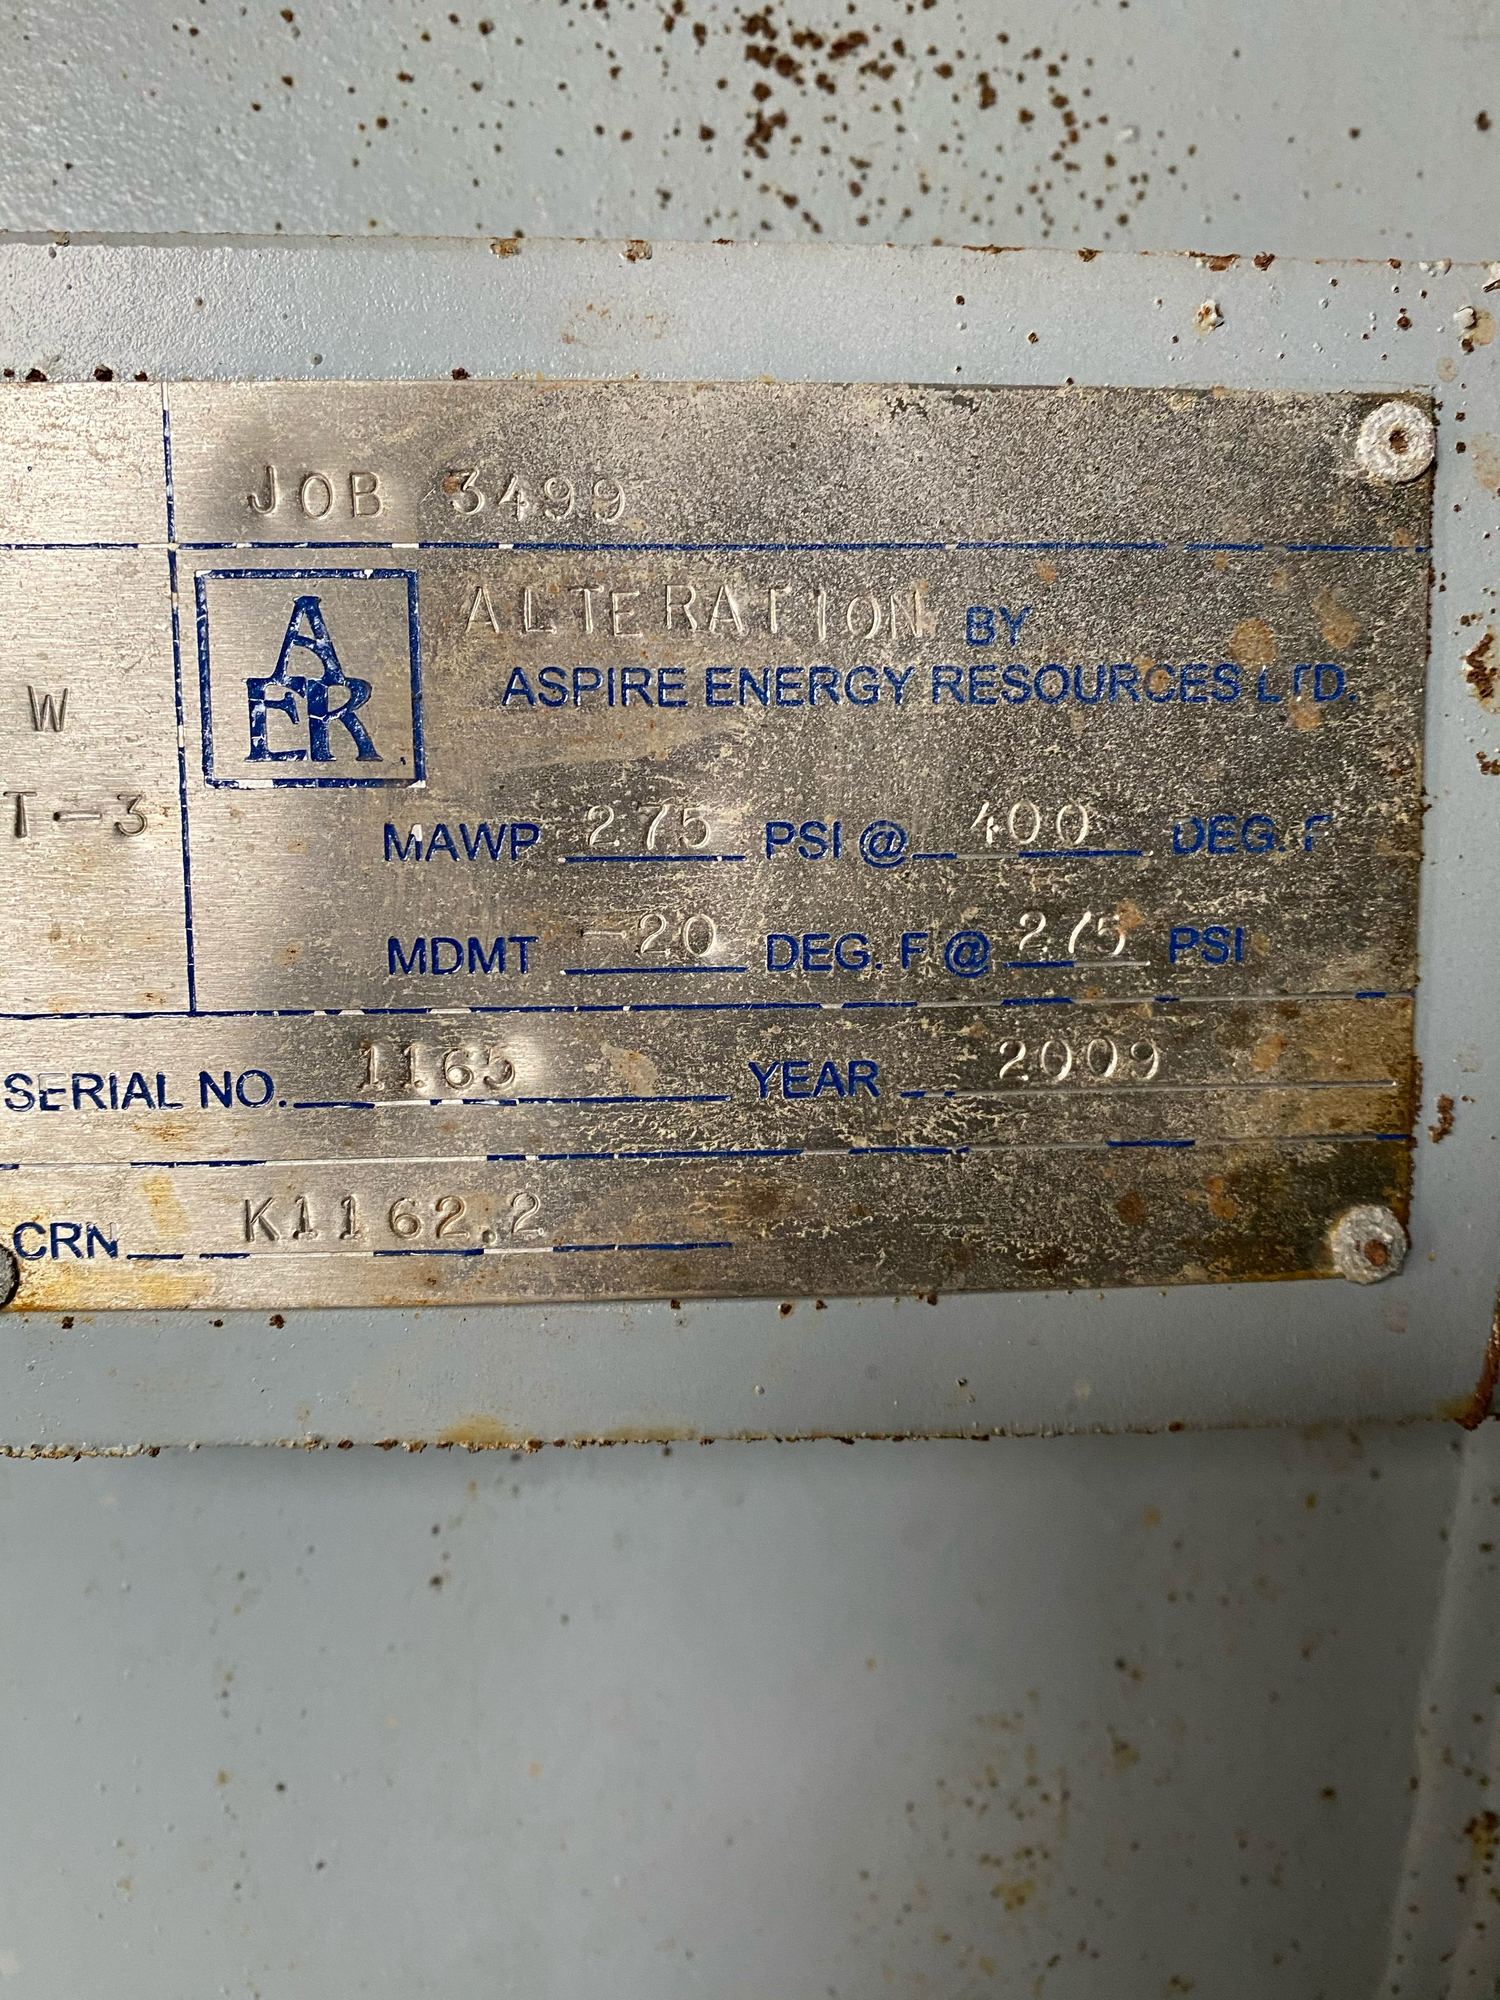 JOB 3499
AER
ALTERATION BY
ASPIRE ENERGY RESOURCES LTD.
W
T-3
MAWP 275 PSI @ 400 DEG. F
MDMT -20 DEG. F @ 275 PSI
SERIAL NO. 1165 YEAR 2009
CRN K1162.2